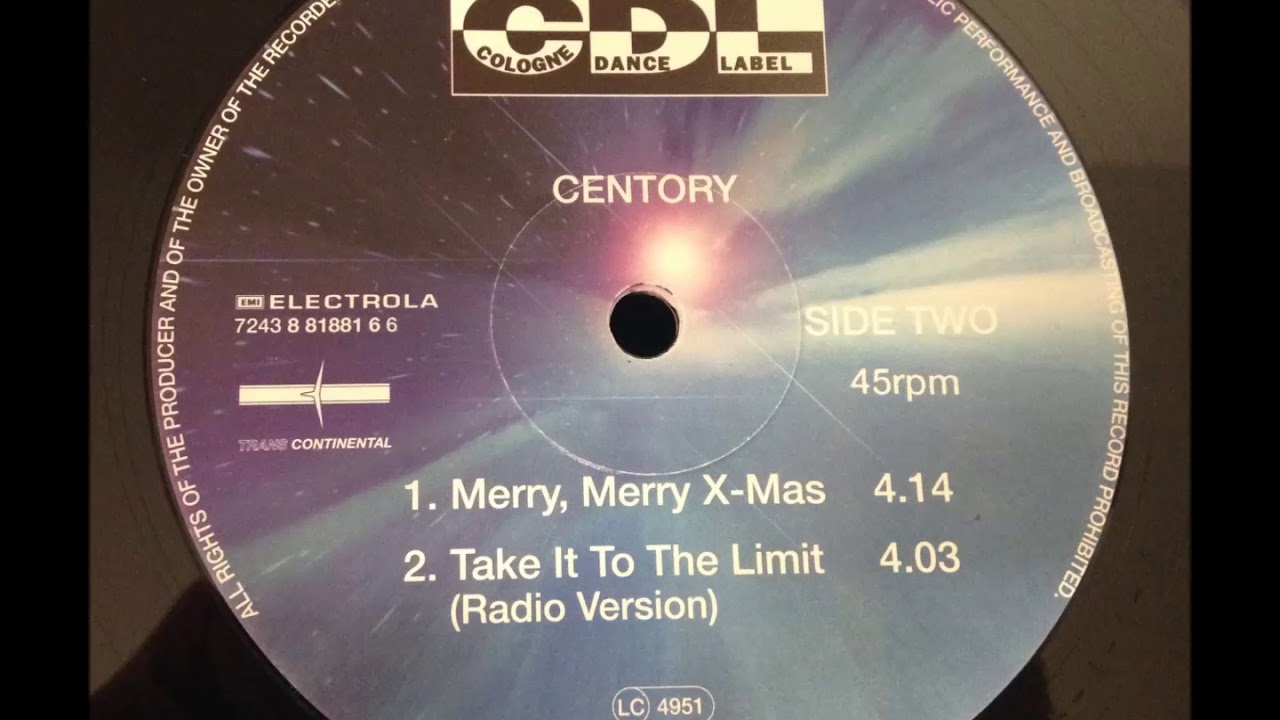 CDL
COLOGNE DANCE LABEL
CENTORY
EMI ELECTROLA
7243 8 81881 6 6
SIDE TWO
45rpm
TRANS CONTINENTAL
1. Merry, Merry X-Mas 4.14
2. Take It To The Limit 4.03
(Radio Version)
LC 4951
ALL RIGHTS OF THE PRODUCER AND OF THE OWNER OF THE
PERFORMANCE AND BROADCASTING OF THIS RECORD PROHIBITED.